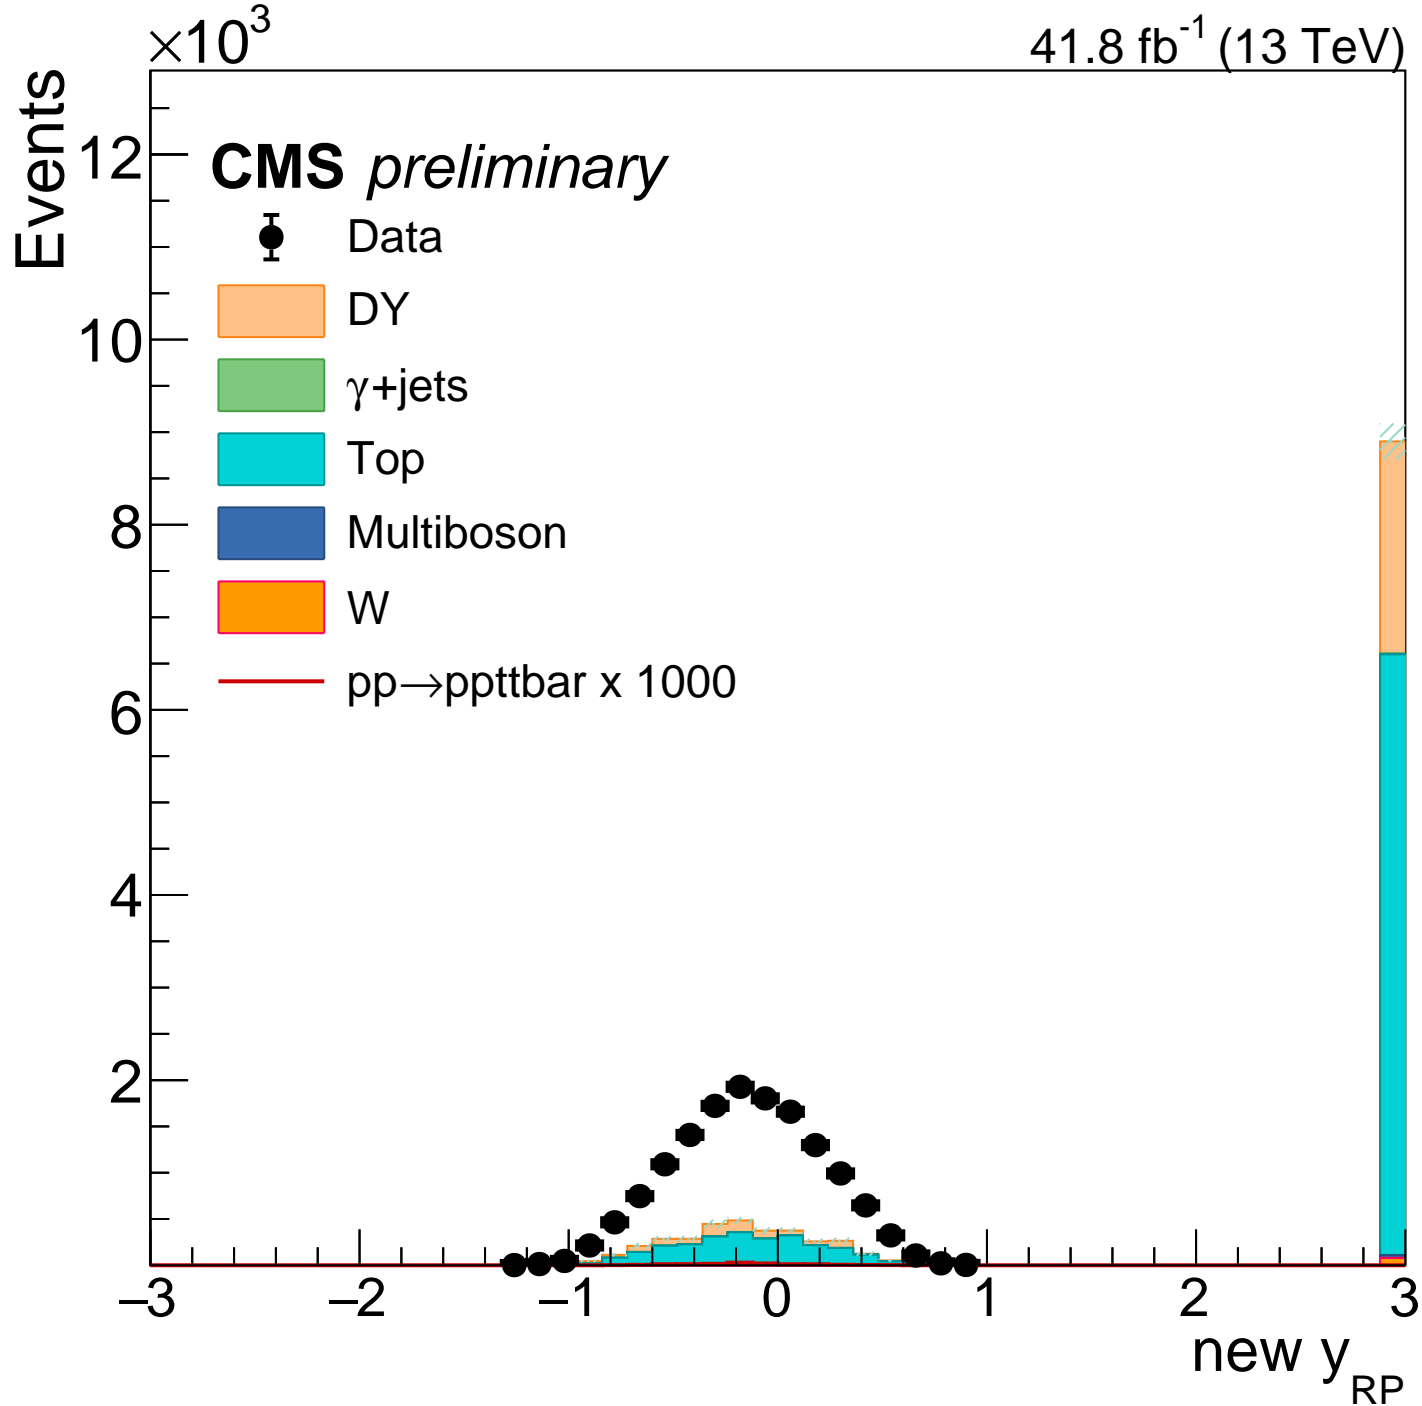 ×10³
41.8 fb⁻¹ (13 TeV)
Events
CMS preliminary
Data
DY
γ+jets
Top
Multiboson
W
pp→ppttbar x 1000
12
10
8
6
4
2
−3 −2 −1 0 1 2 3
new y_RP